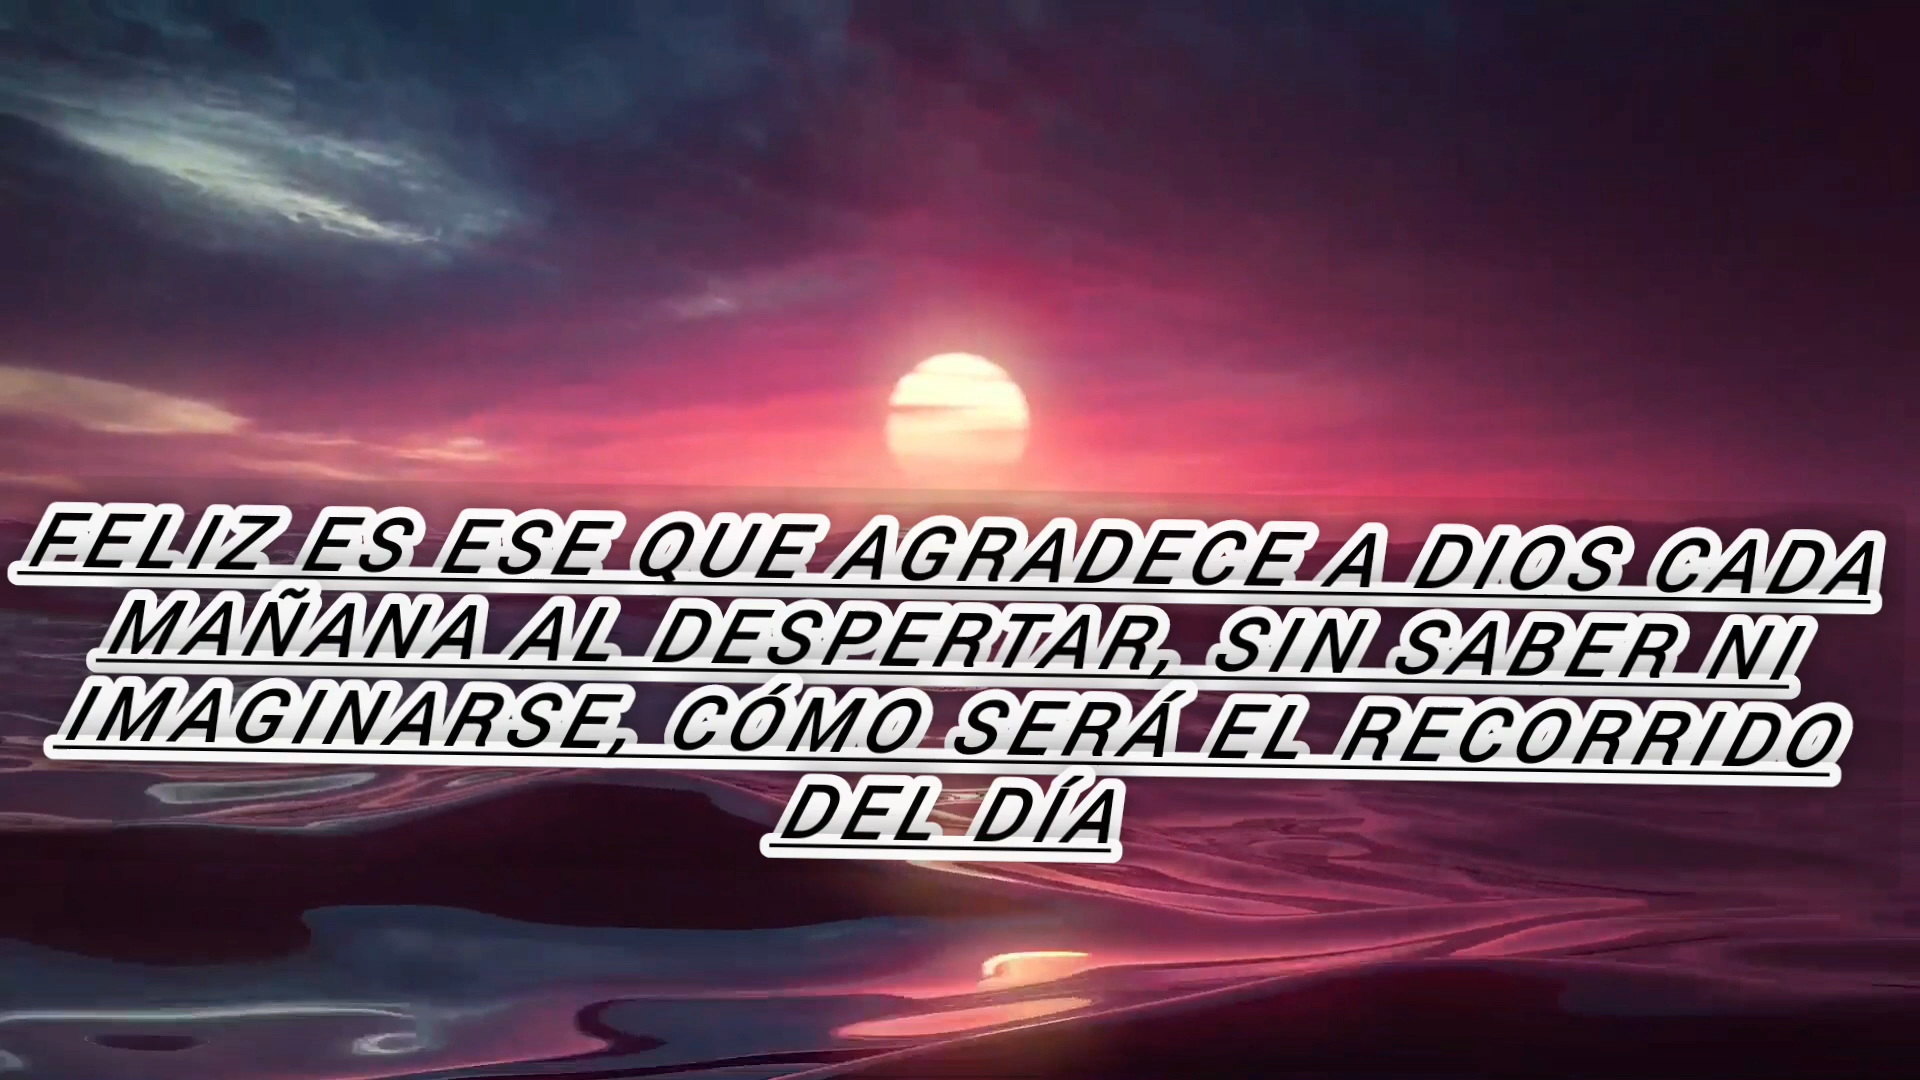 FELIZ ES ESE QUE AGRADECE A DIOS CADA
MAÑANA AL DESPERTAR, SIN SABER NI
IMAGINARSE, CÓMO SERÁ EL RECORRIDO
DEL DÍA